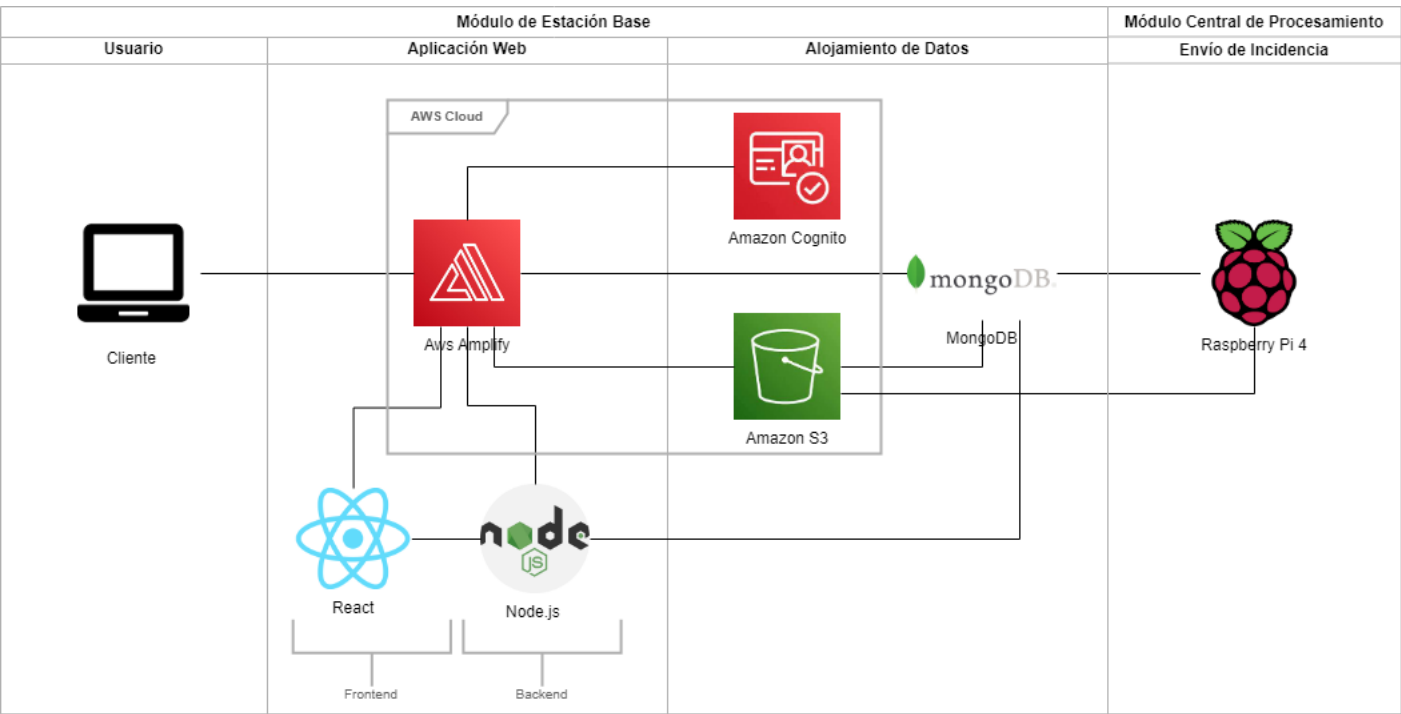 Módulo de Estación Base
Módulo Central de Procesamiento
Usuario
Aplicación Web
Alojamiento de Datos
Envío de Incidencia
AWS Cloud
Amazon Cognito
mongoDB.
MongoDB
Aws Amplify
Cliente
Raspberry Pi 4
Amazon S3
node
JS
React
Node.js
Frontend
Backend